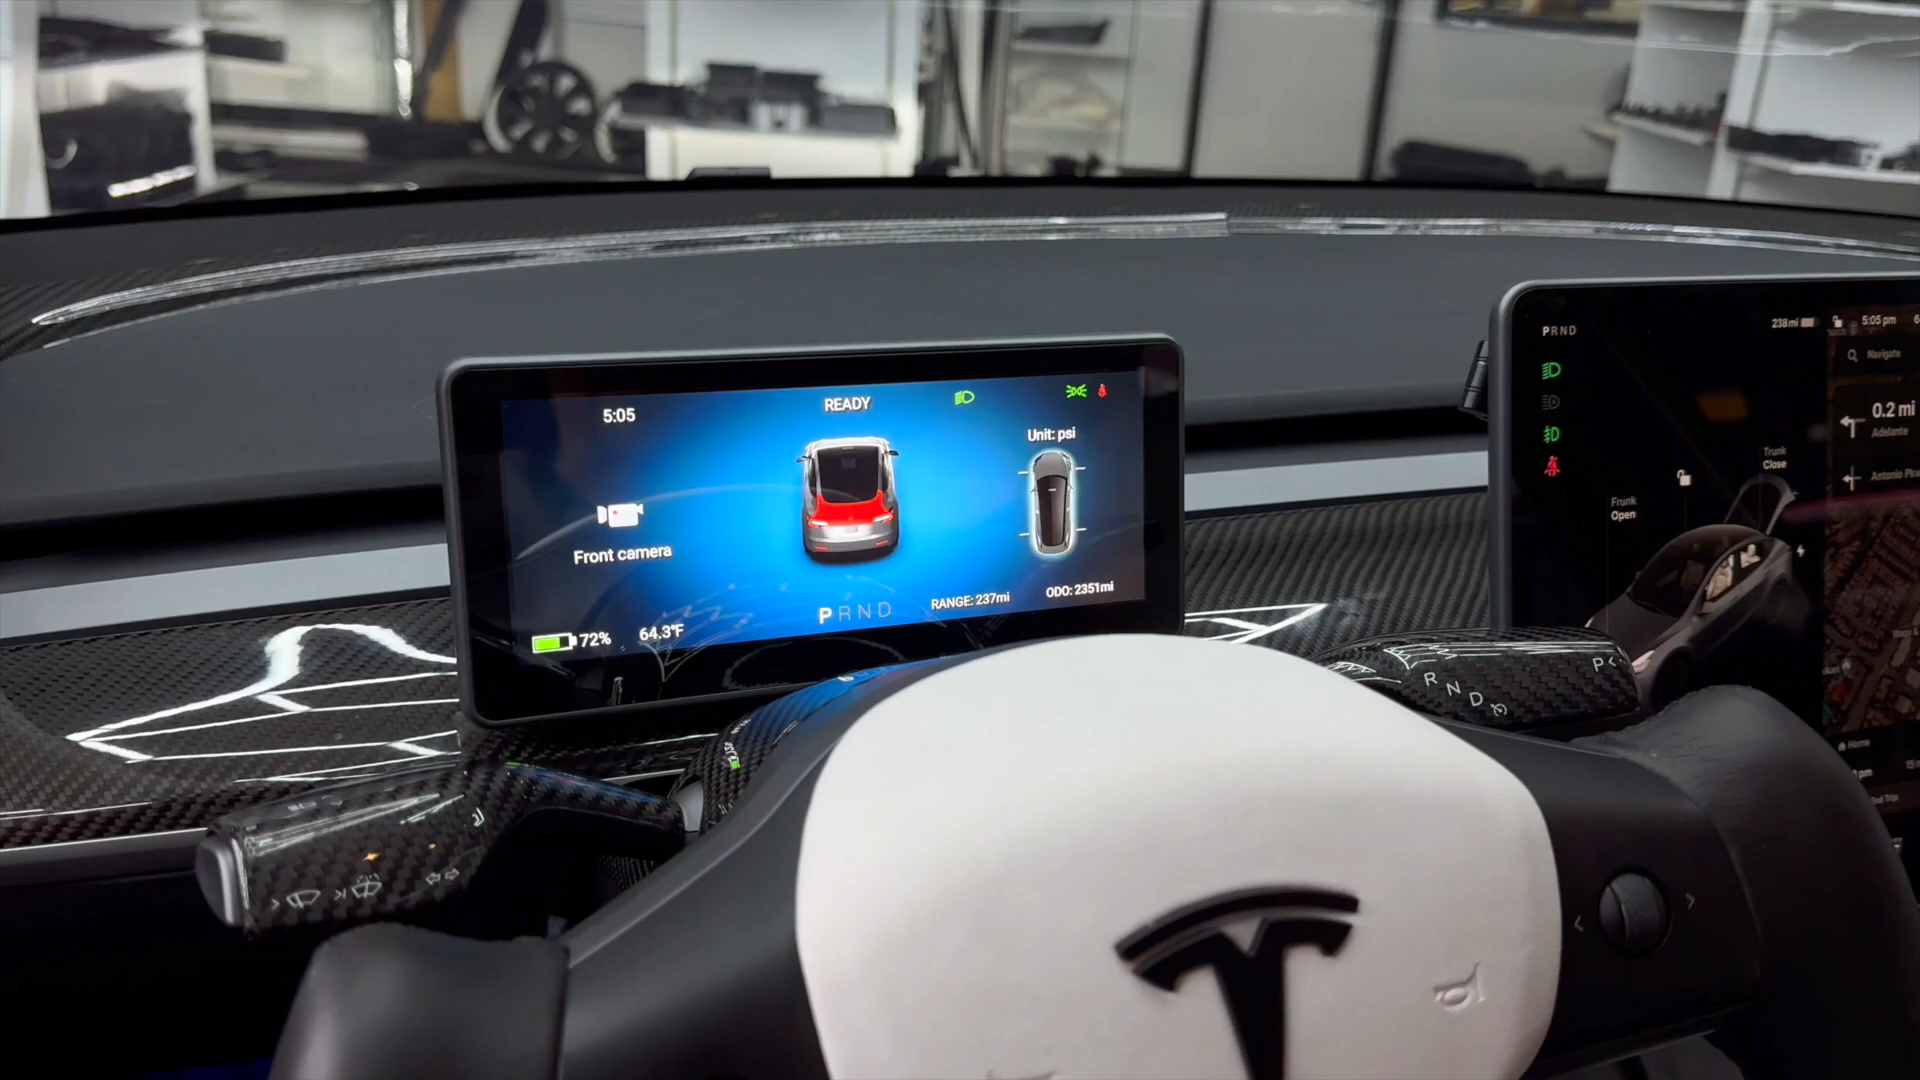 5:05
READY
Unit: psi
Front camera
PRND
RANGE: 237mi
ODO: 2351mi
72%
64.3°F
PRND
238 mi
5:05 pm
Navigate
0.2 mi
Adelante
Trunk
Close
Frunk
Open
Home
P
R N D